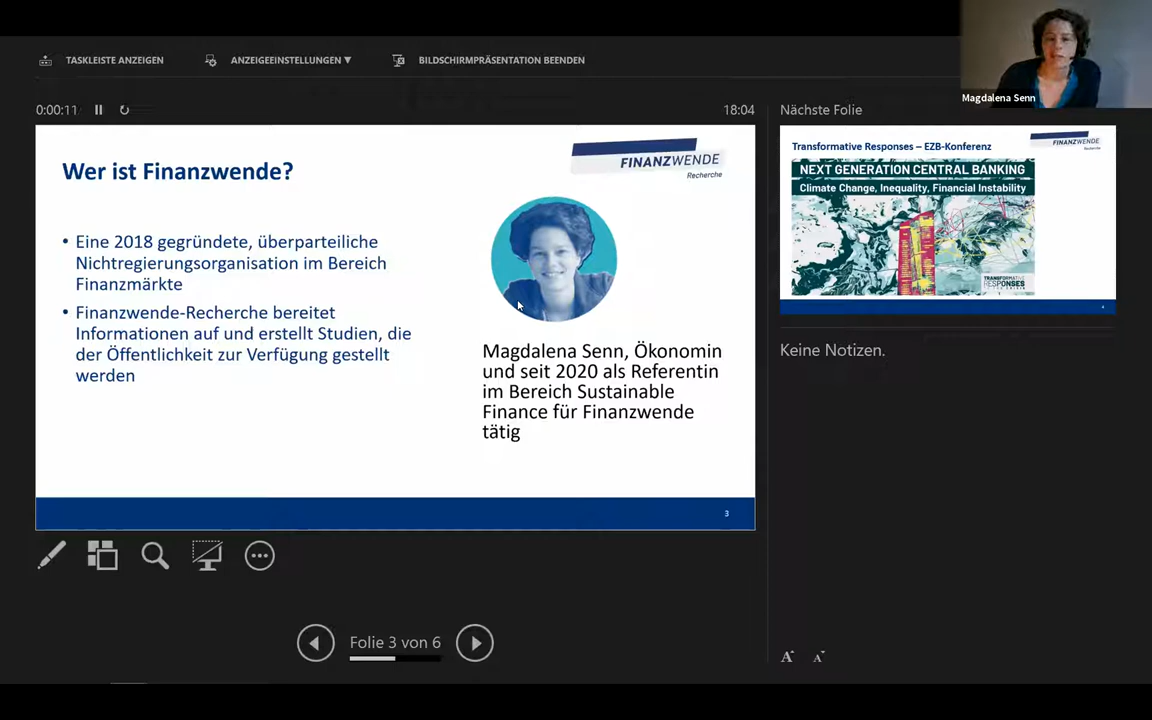 TASKLEISTE ANZEIGEN
ANZEIGEEINSTELLUNGEN ▼
BILDSCHIRMPRÄSENTATION BEENDEN
Magdalena Senn
0:00:11
18:04
Nächste Folie
Wer ist Finanzwende?
FINANZWENDE
Recherche
• Eine 2018 gegründete, überparteiliche
Nichtregierungsorganisation im Bereich
Finanzmärkte
• Finanzwende-Recherche bereitet
Informationen auf und erstellt Studien, die
der Öffentlichkeit zur Verfügung gestellt
werden
Magdalena Senn, Ökonomin
und seit 2020 als Referentin
im Bereich Sustainable
Finance für Finanzwende
tätig
3
Transformative Responses – EZB-Konferenz
FINANZWENDE
Recherche
NEXT GENERATION CENTRAL BANKING
Climate Change, Inequality, Financial Instability
TRANSFORMATIVE
RESPONSES
4
Keine Notizen.
Folie 3 von 6
A A